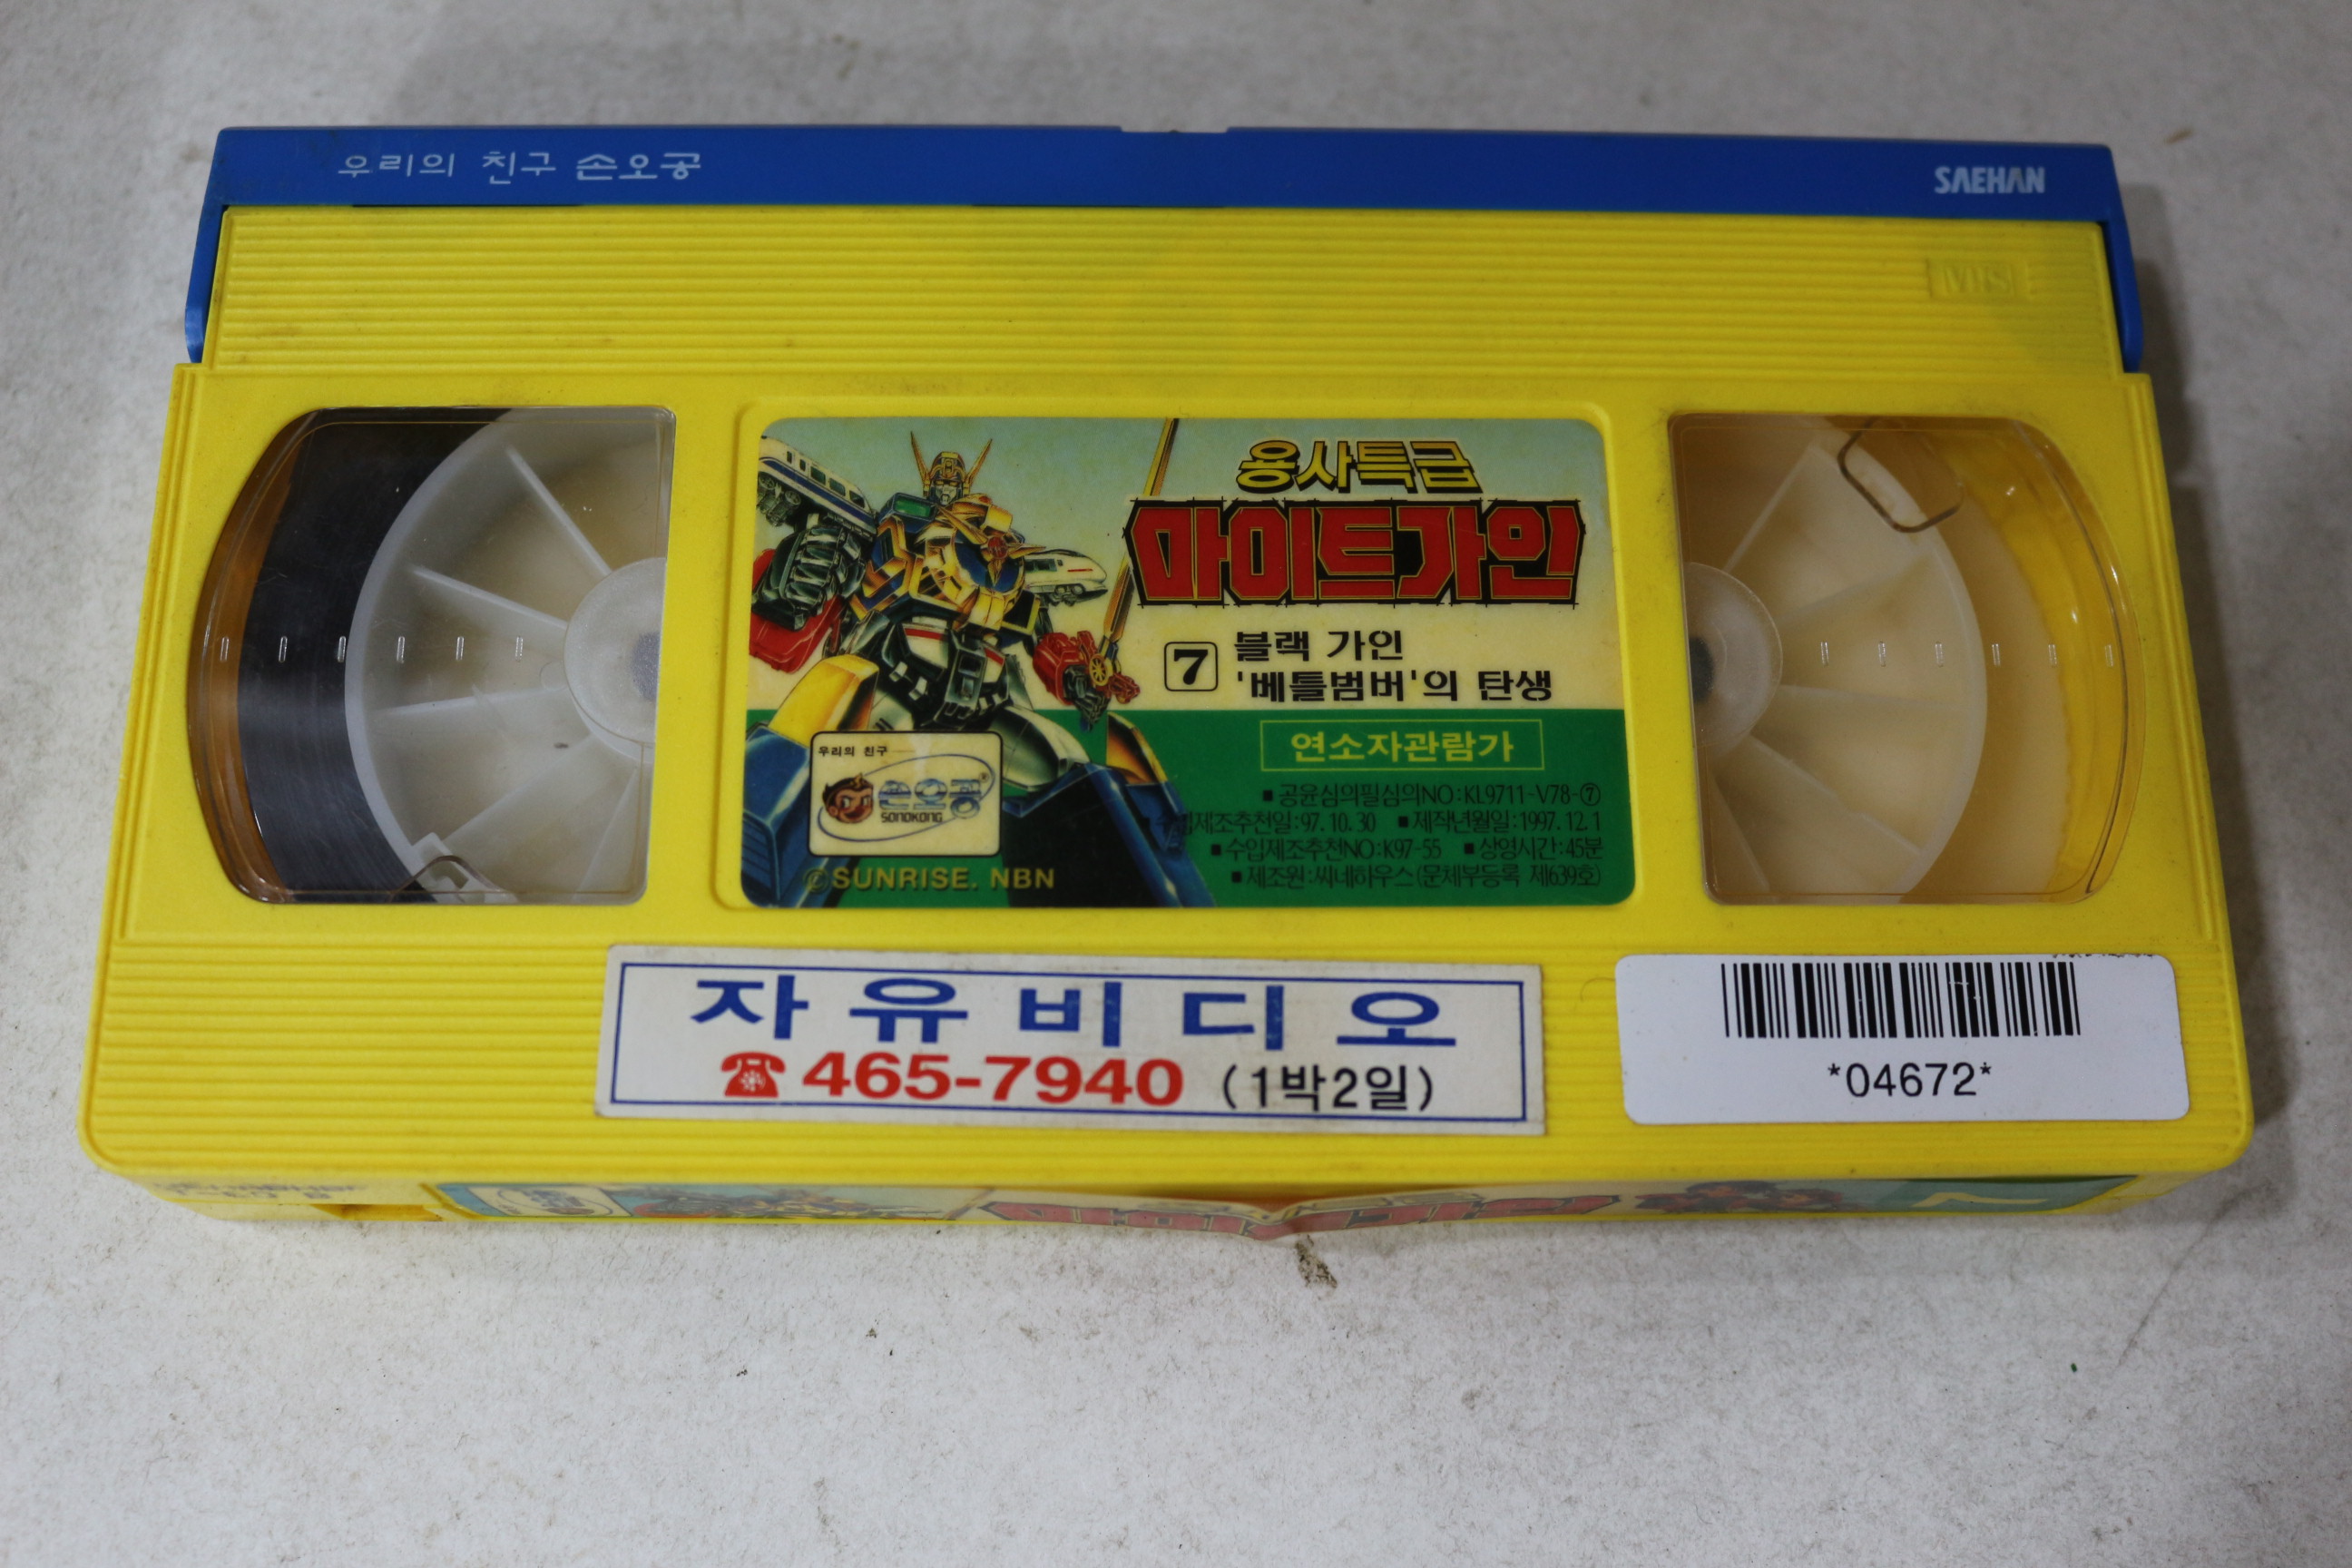 우리의 친구 손오공
SAEHAN
VHS
용사특급
마이트가인
7 블랙 가인
'베틀범버'의 탄생
연소자관람가
■ 공윤심의필심의NO:KL9711-V78-⑦
제조추천일:97.10.30 ■ 제작년월일:1997.12.1
■ 수입제조추천NO:K97-55 ■ 상영시간:45분
■ 제조원:씨네하우스(문체부등록 제639호)
우리의 친구
손오공
SONOKONG
©SUNRISE. NBN
자유비디오
☎465-7940 (1박2일)
*04672*